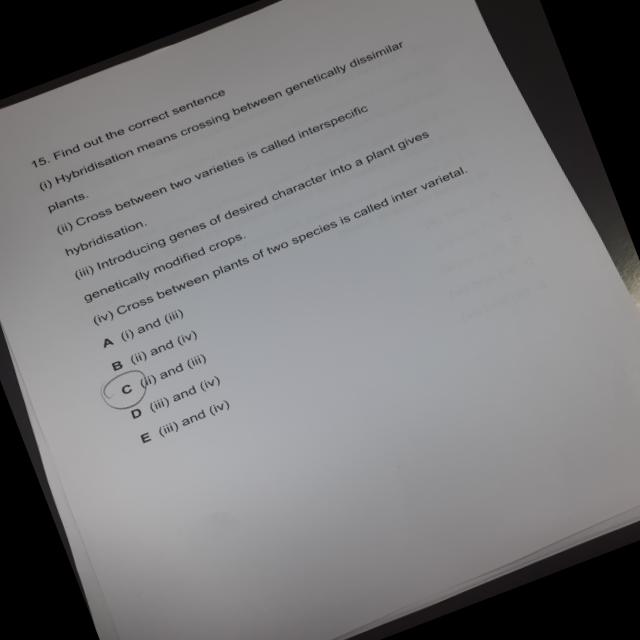 15. Find out the correct sentence
(i) Hybridisation means crossing between genetically dissimilar
plants.
(ii) Cross between two varieties is called interspecific
hybridisation.
(iii) Introducing genes of desired character into a plant gives
genetically modified crops.
(iv) Cross between plants of two species is called inter varietal.
A (i) and (iii)
B (ii) and (iv)
C (ii) and (iii)
D (iii) and (iv)
E (iii) and (iv)